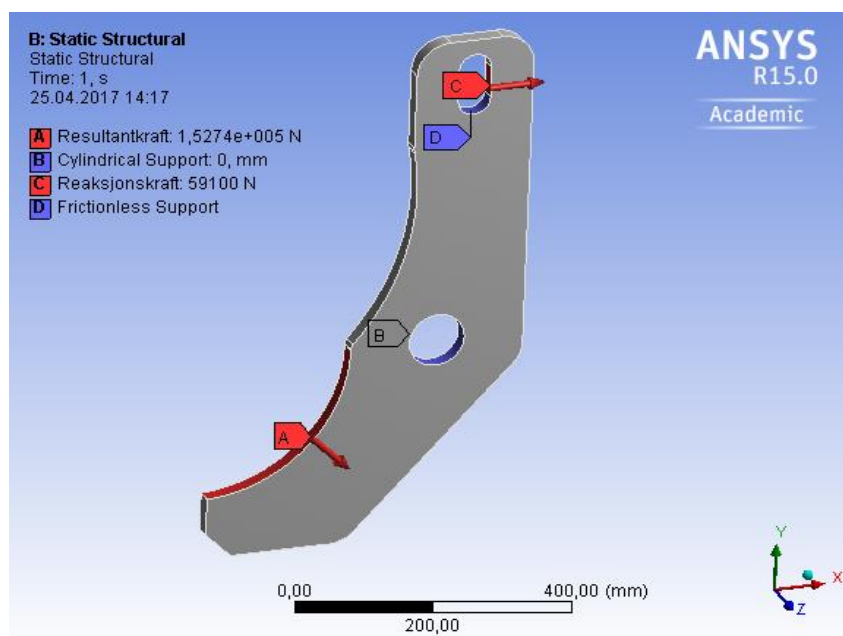 B: Static Structural
Static Structural
Time: 1, s
25.04.2017 14:17
A Resultantkraft: 1,5274e+005 N
B Cylindrical Support: 0, mm
C Reaksjonskraft: 59100 N
D Frictionless Support
ANSYS
R15.0
Academic
C
D
B
A
0,00 400,00 (mm)
200,00
Y
X
Z